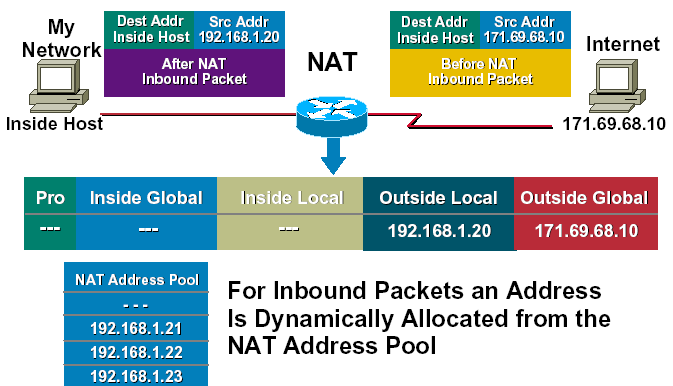 My
Network
Inside Host
Dest Addr Src Addr
Inside Host 192.168.1.20
After NAT
Inbound Packet
NAT
Dest Addr Src Addr
Inside Host 171.69.68.10
Before NAT
Inbound Packet
Internet
171.69.68.10
Pro Inside Global Inside Local Outside Local Outside Global
--- --- --- 192.168.1.20 171.69.68.10
NAT Address Pool
- - -
192.168.1.21
192.168.1.22
192.168.1.23
For Inbound Packets an Address
Is Dynamically Allocated from the
NAT Address Pool